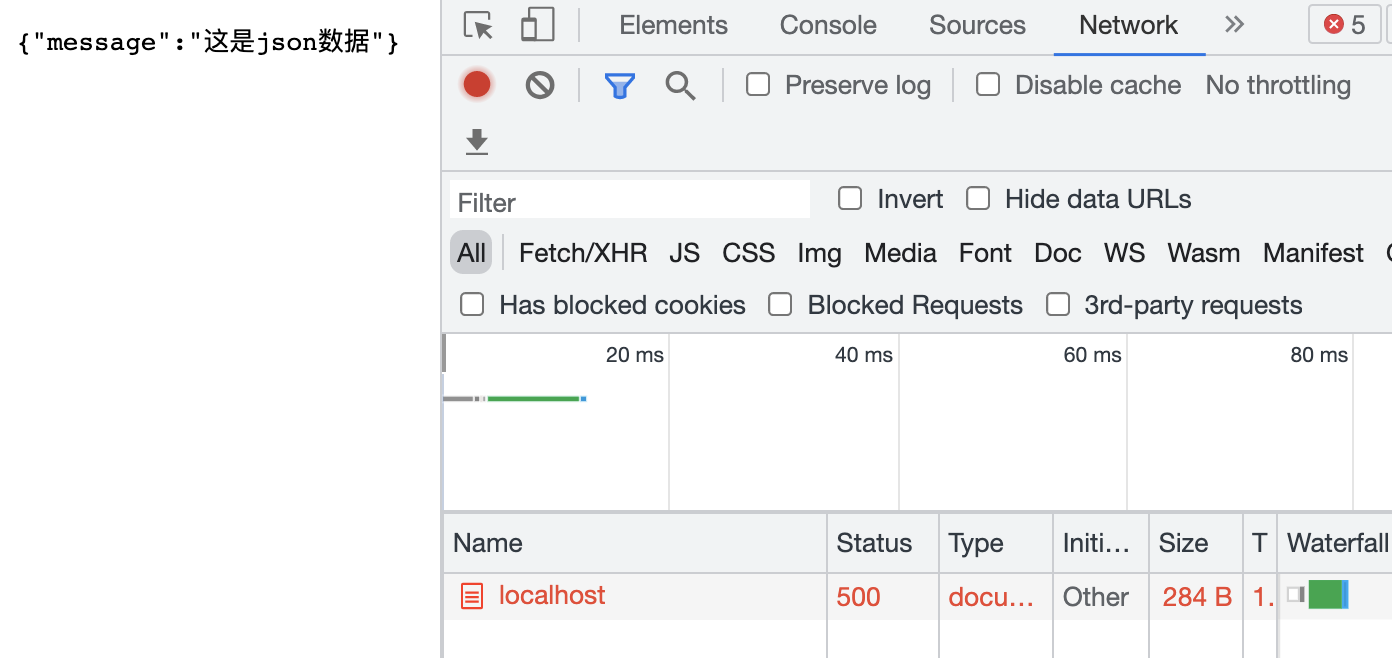 {"message":"这是json数据"}
Elements Console Sources Network 5
Preserve log Disable cache No throttling
Filter Invert Hide data URLs
All Fetch/XHR JS CSS Img Media Font Doc WS Wasm Manifest
Has blocked cookies Blocked Requests 3rd-party requests
20 ms 40 ms 60 ms 80 ms
Name Status Type Initi... Size T Waterfall
localhost 500 docu... Other 284 B 1.